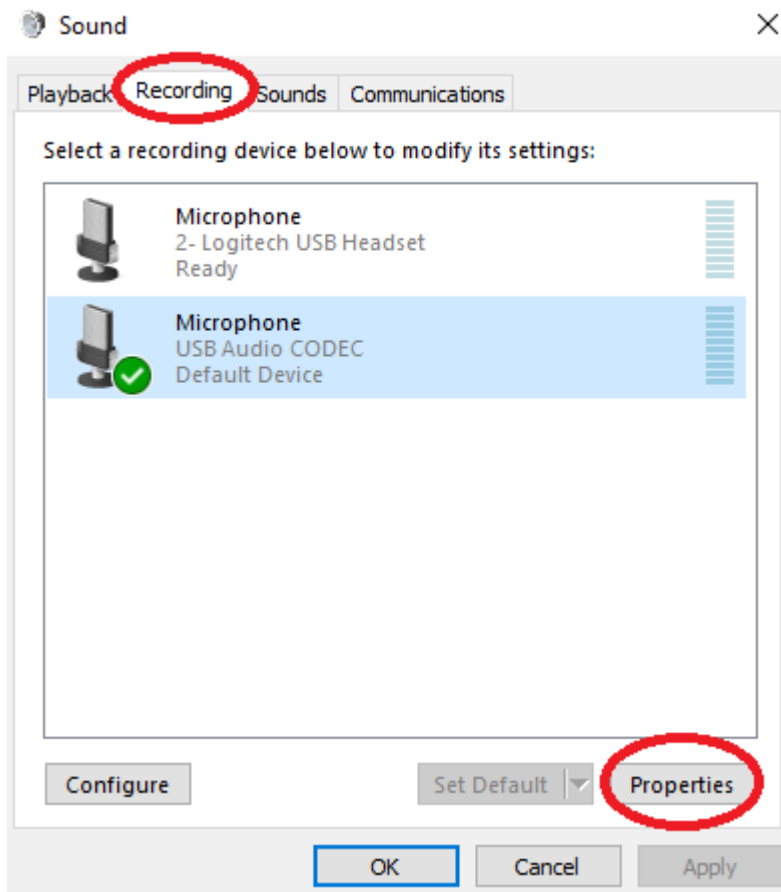 Sound
Playback Recording Sounds Communications
Select a recording device below to modify its settings:
Microphone
2- Logitech USB Headset
Ready
Microphone
USB Audio CODEC
Default Device
Configure Set Default Properties
OK Cancel Apply